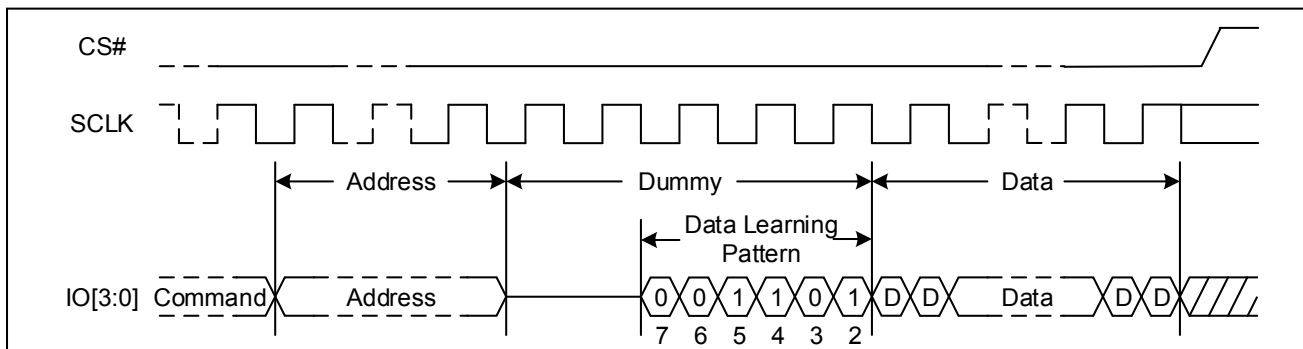 CS#
SCLK
Address Dummy Data
Data Learning
Pattern
IO[3:0] Command Address 0 0 1 1 0 1 D D Data D D
7 6 5 4 3 2